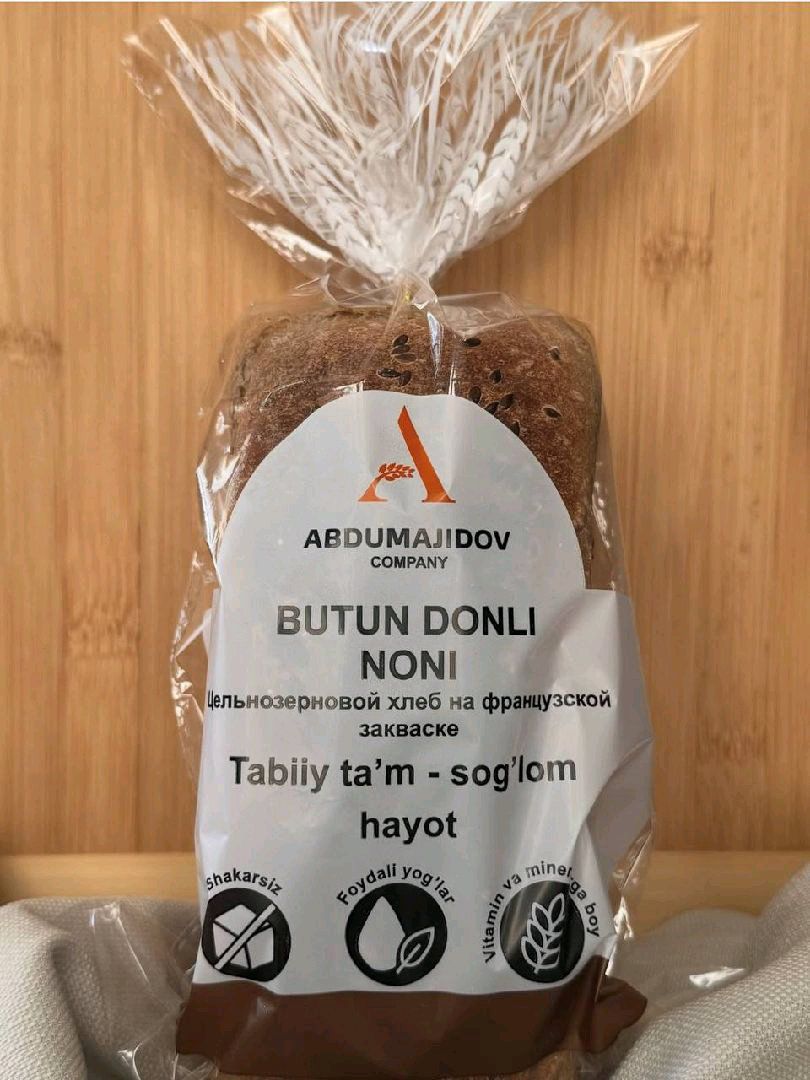 ABDUMAJIDOV
COMPANY
BUTUN DONLI
NONI
Цельнозерновой хлеб на французской
закваске
Tabiiy ta’m - sog’lom
hayot
Shakarsiz
Foydali yog’lar
Vitamin va boy